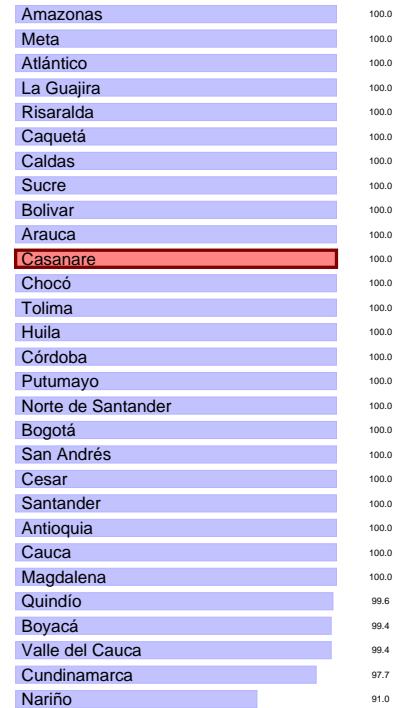 Amazonas 100.0
Meta 100.0
Atlántico 100.0
La Guajira 100.0
Risaralda 100.0
Caquetá 100.0
Caldas 100.0
Sucre 100.0
Bolivar 100.0
Arauca 100.0
Casanare 100.0
Chocó 100.0
Tolima 100.0
Huila 100.0
Córdoba 100.0
Putumayo 100.0
Norte de Santander 100.0
Bogotá 100.0
San Andrés 100.0
Cesar 100.0
Santander 100.0
Antioquia 100.0
Cauca 100.0
Magdalena 100.0
Quindío 99.6
Boyacá 99.4
Valle del Cauca 99.4
Cundinamarca 97.7
Nariño 91.0